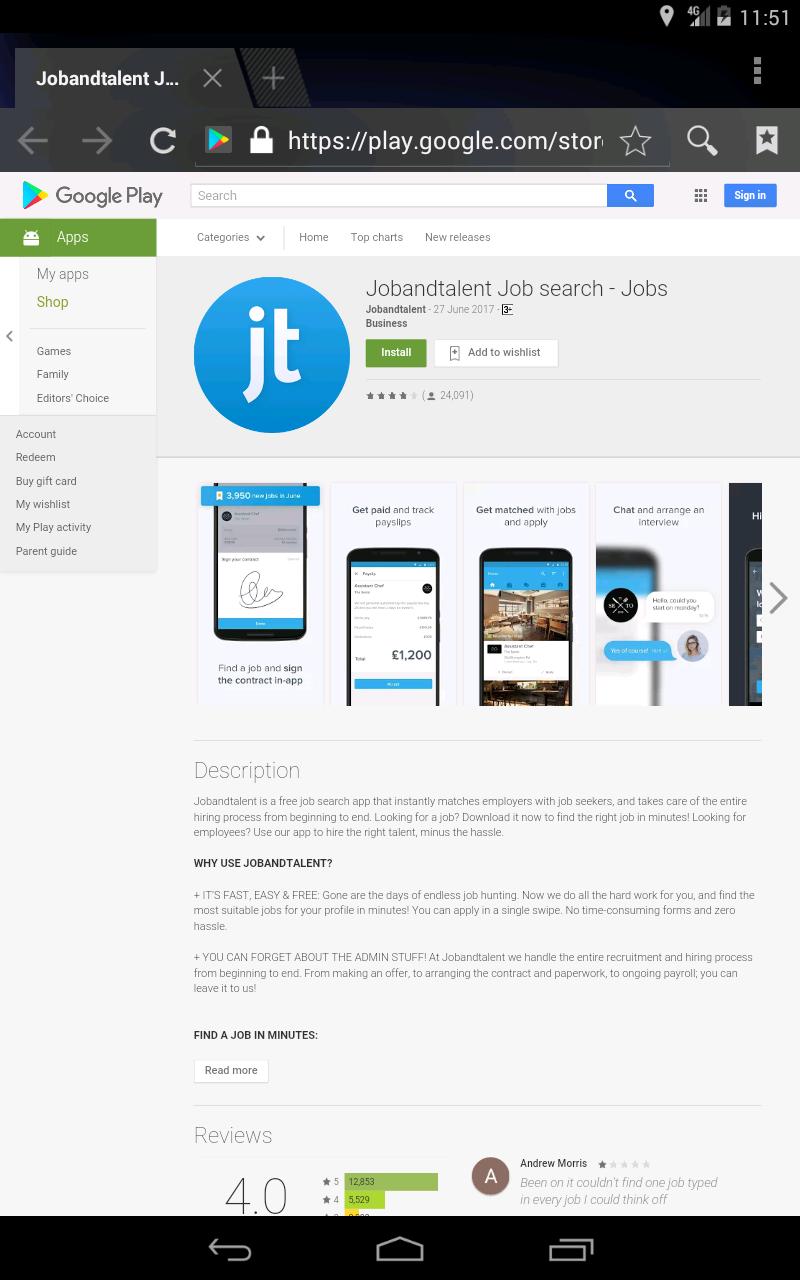 4G 11:51
Jobandtalent J...
https://play.google.com/stor
Google Play
Search
Sign in
Apps
Categories
Home
Top charts
New releases
My apps
Shop
Games
Family
Editors' Choice
Account
Redeem
Buy gift card
My wishlist
My Play activity
Parent guide
jt
Jobandtalent Job search - Jobs
Jobandtalent - 27 June 2017 - 3+
Business
Install
Add to wishlist
( 24,091)
3,950 new jobs in June
Assistant Chef
Sign your contract
Find a job and sign
the contract in-app
Get paid and track
payslips
Payslip
Assistant Chef
Total £1,200
Get matched with jobs
and apply
Assistant Chef
Chat and arrange an
interview
Hello, could you
start on monday?
Yes of course!
Hi
Description
Jobandtalent is a free job search app that instantly matches employers with job seekers, and takes care of the entire
hiring process from beginning to end. Looking for a job? Download it now to find the right job in minutes! Looking for
employees? Use our app to hire the right talent, minus the hassle.
WHY USE JOBANDTALENT?
+ IT'S FAST, EASY & FREE: Gone are the days of endless job hunting. Now we do all the hard work for you, and find the
most suitable jobs for your profile in minutes! You can apply in a single swipe. No time-consuming forms and zero
hassle.
+ YOU CAN FORGET ABOUT THE ADMIN STUFF! At Jobandtalent we handle the entire recruitment and hiring process
from beginning to end. From making an offer, to arranging the contract and paperwork, to ongoing payroll; you can
leave it to us!
FIND A JOB IN MINUTES:
Read more
Reviews
4.0
5 12,853
4 5,529
A
Andrew Morris
Been on it couldn't find one job typed
in every job I could think off